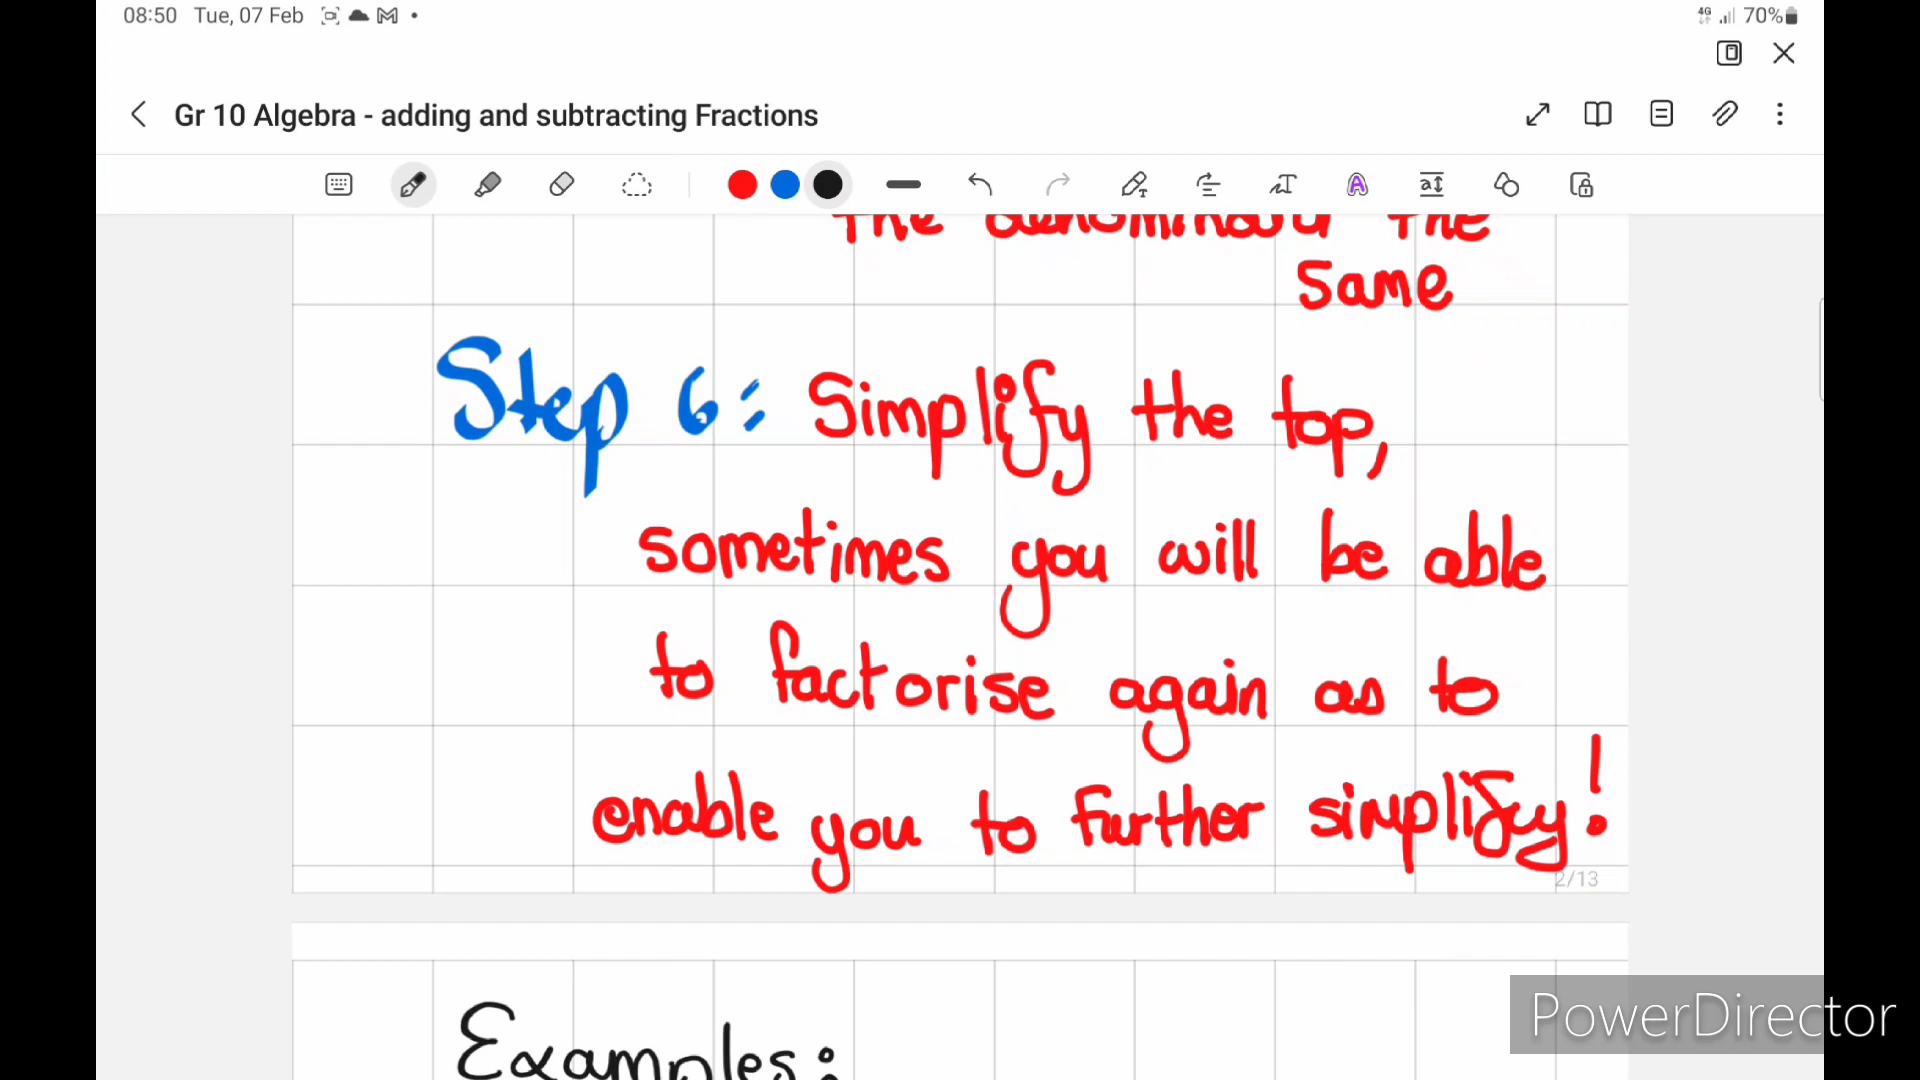 08:50 Tue, 07 Feb
4G 70%
Gr 10 Algebra - adding and subtracting Fractions
the same
Step 6: Simplify the top,
sometimes you will be able
to factorise again as to
enable you to further simplify!
2/13
Examples:
PowerDirector